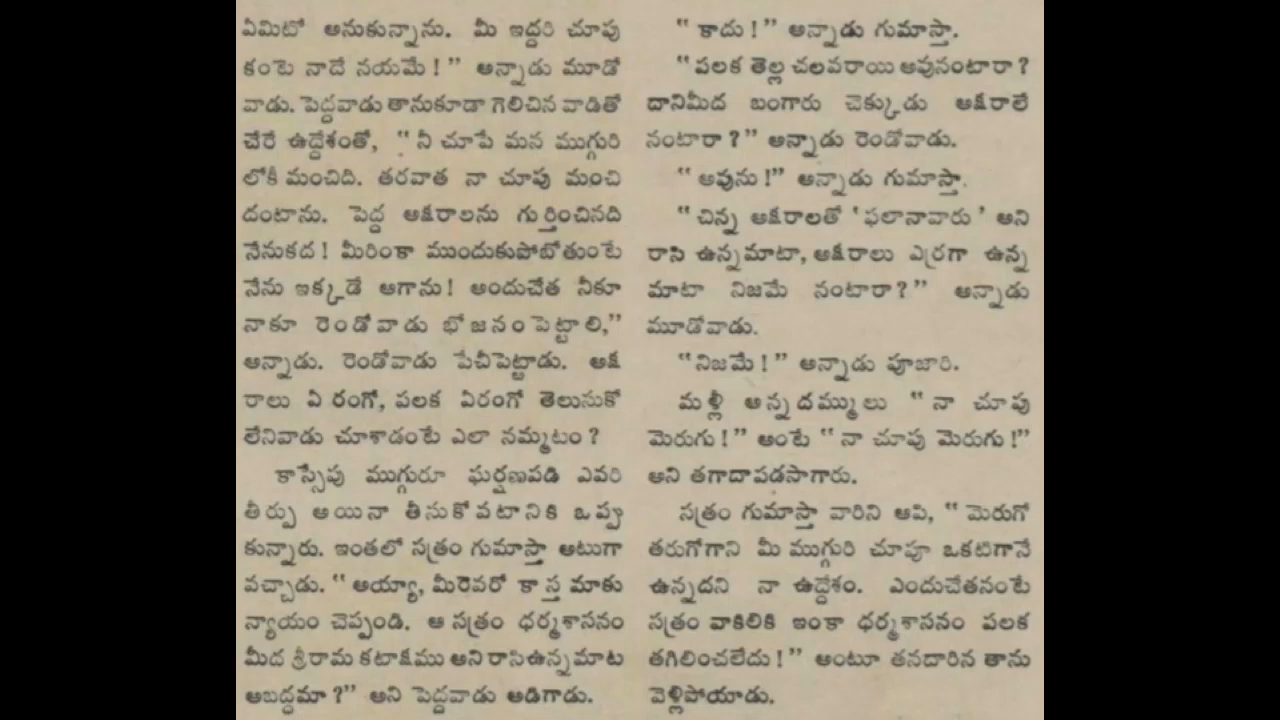 ఏమిటో అనుకున్నాను. మీ ఇద్దరి చూపు
కంటె నాదే నయమే!” అన్నాడు మూడో
వాడు. పెద్దవాడు తానుకూడా గెలిచిన వాడితో
చేరే ఉద్దేశంతో, “నీ చూపే మన ముగ్గురి
లోకీ మంచిది. తరవాత నా చూపు మంచి
దంటాను. పెద్ద అక్షరాలను గుర్తించినది
నేనుకద! మీరింకా ముందుకుపోబోతుంటే
నేను ఇక్కడే ఆగాను! అందుచేత నీకూ
నాకూ రెండోవాడు భోజనంపెట్టాలి,”
అన్నాడు. రెండోవాడు పేచీపెట్టాడు. అక్ష
రాలు ఏ రంగో, పలక ఏరంగో తెలుసుకో
లేనివాడు చూశాడంటే ఎలా నమ్మటం?
కాస్సేపు ముగ్గురూ ఘర్షణపడి ఎవరి
తీర్పు అయినా తీసుకోవటానికి ఒప్పు
కున్నారు. ఇంతలో సత్రం గుమాస్తా అటుగా
వచ్చాడు. “అయ్యా, మీరెవరో కాస్త మాకు
న్యాయం చెప్పండి. ఆ సత్రం ధర్మశాసనం
మీద శ్రీరామ కటాక్షము అని రాసిఉన్నమాట
అబద్ధమా?” అని పెద్దవాడు అడిగాడు.
“కాదు!” అన్నాడు గుమాస్తా.
“పలక తెల్ల చలవరాయి అవునంటారా?
దానిమీద బంగారు చెక్కుడు అక్షరాలే
నంటారా?” అన్నాడు రెండోవాడు.
“అవును!” అన్నాడు గుమాస్తా.
“చిన్న అక్షరాలతో ‘ఫలానావారు’ అని
రాసి ఉన్నమాటా, అక్షరాలు ఎర్రగా ఉన్న
మాటా నిజమే నంటారా?” అన్నాడు
మూడోవాడు.
“నిజమే!” అన్నాడు పూజారి.
మళ్లీ అన్నదమ్ములు “నా చూపు
మెరుగు!” అంటే “నా చూపు మెరుగు!”
అని తగాదాపడసాగారు.
సత్రం గుమాస్తా వారిని ఆపి, “మెరుగో
తరుగోగాని మీ ముగ్గురి చూపూ ఒకటిగానే
ఉన్నదని నా ఉద్దేశం. ఎందుచేతనంటే
సత్రం వాకిలికి ఇంకా ధర్మశాసనం పలక
తగిలించలేదు!” అంటూ తనదారిన తాను
వెళ్లిపోయాడు.